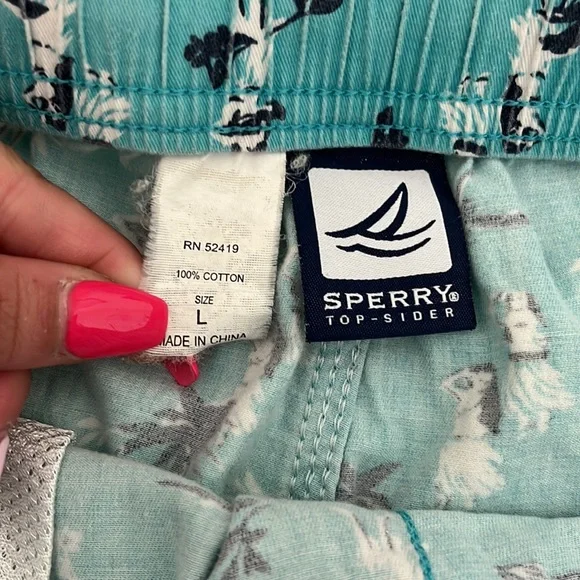 RN 52419
100% COTTON
SIZE
L
MADE IN CHINA
SPERRY®
TOP-SIDER